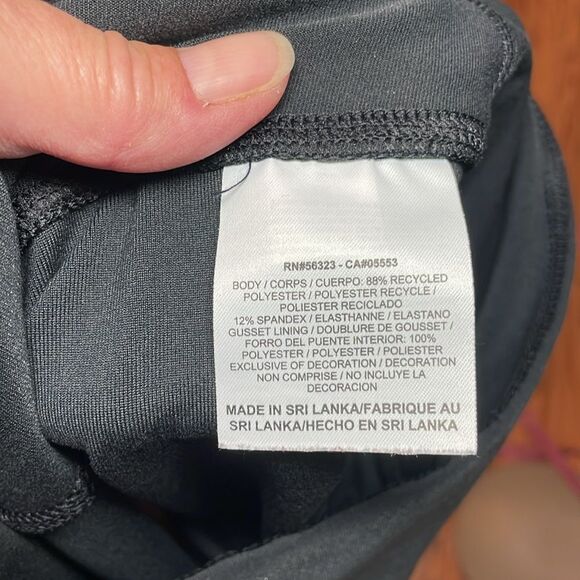 RN#56323 - CA#05553
BODY / CORPS / CUERPO: 88% RECYCLED
POLYESTER / POLYESTER RECYCLE /
POLIESTER RECICLADO
12% SPANDEX / ELASTHANNE / ELASTANO
GUSSET LINING / DOUBLURE DE GOUSSET /
FORRO DEL PUENTE INTERIOR: 100%
POLYESTER / POLYESTER / POLIESTER
EXCLUSIVE OF DECORATION / DECORATION
NON COMPRISE / NO INCLUYE LA
DECORACION
MADE IN SRI LANKA/FABRIQUE AU
SRI LANKA/HECHO EN SRI LANKA